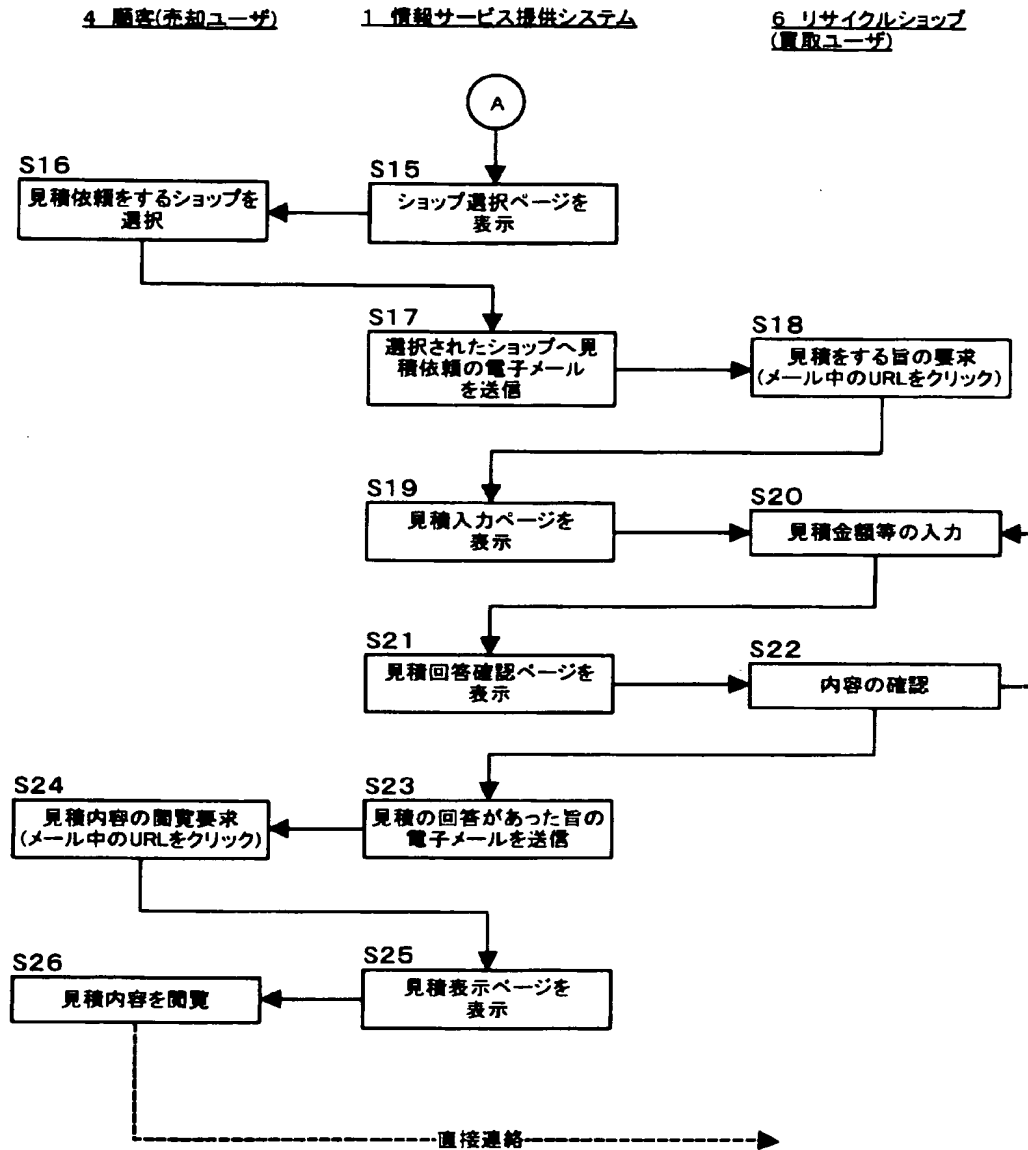 4 顧客(売却ユーザ)
1 情報サービス提供システム
6 リサイクルショップ
(買取ユーザ)
A
S16
見積依頼をするショップを
選択
S15
ショップ選択ページを
表示
S17
選択されたショップへ見
積依頼の電子メール
を送信
S18
見積をする旨の要求
(メール中のURLをクリック)
S19
見積入力ページを
表示
S20
見積金額等の入力
S21
見積回答確認ページを
表示
S22
内容の確認
S24
見積内容の閲覧要求
(メール中のURLをクリック)
S23
見積の回答があった旨の
電子メールを送信
S26
見積内容を閲覧
S25
見積表示ページを
表示
直接連絡